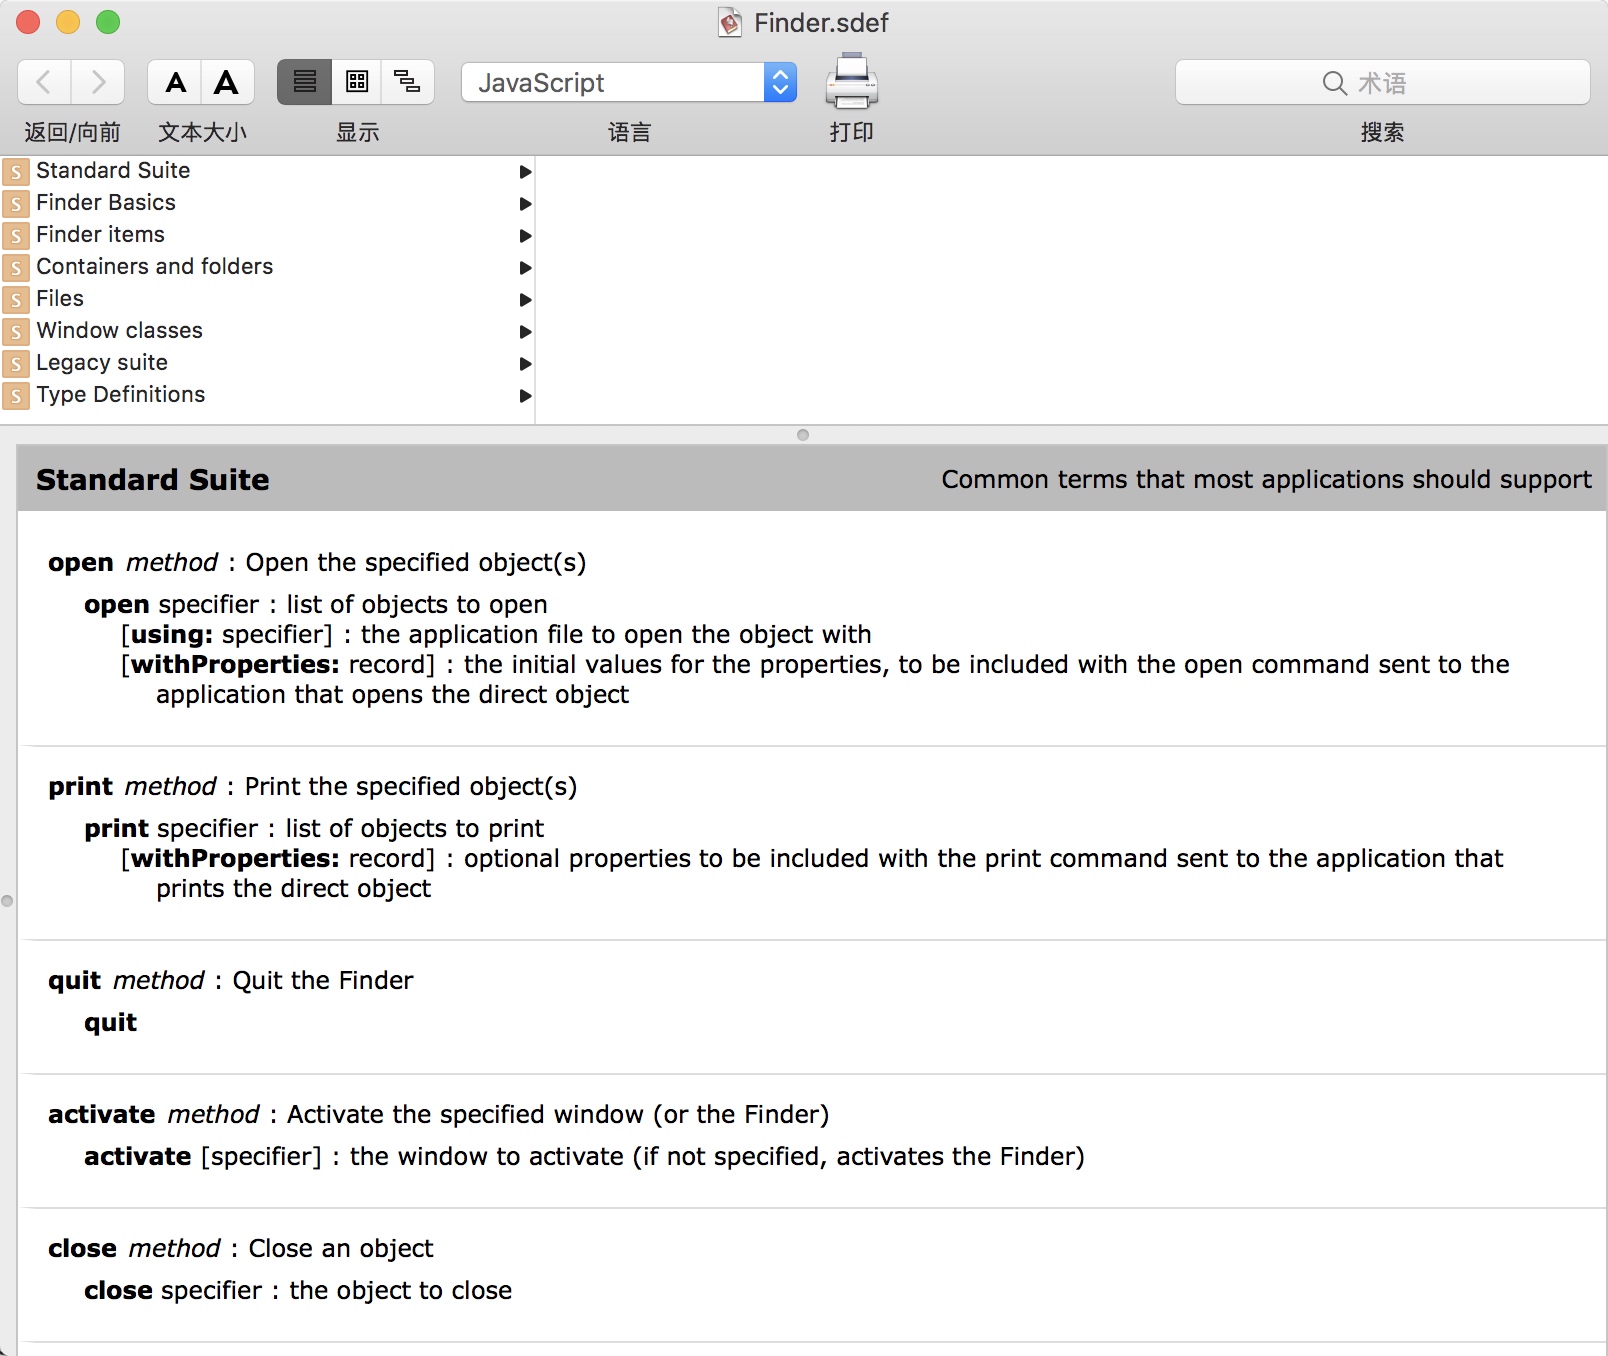 Finder.sdef
A A
JavaScript
术语
返回/向前
文本大小
显示
语言
打印
搜索
S Standard Suite
S Finder Basics
S Finder items
S Containers and folders
S Files
S Window classes
S Legacy suite
S Type Definitions
Standard Suite
Common terms that most applications should support
open method : Open the specified object(s)
open specifier : list of objects to open
[using: specifier] : the application file to open the object with
[withProperties: record] : the initial values for the properties, to be included with the open command sent to the
application that opens the direct object
print method : Print the specified object(s)
print specifier : list of objects to print
[withProperties: record] : optional properties to be included with the print command sent to the application that
prints the direct object
quit method : Quit the Finder
quit
activate method : Activate the specified window (or the Finder)
activate [specifier] : the window to activate (if not specified, activates the Finder)
close method : Close an object
close specifier : the object to close